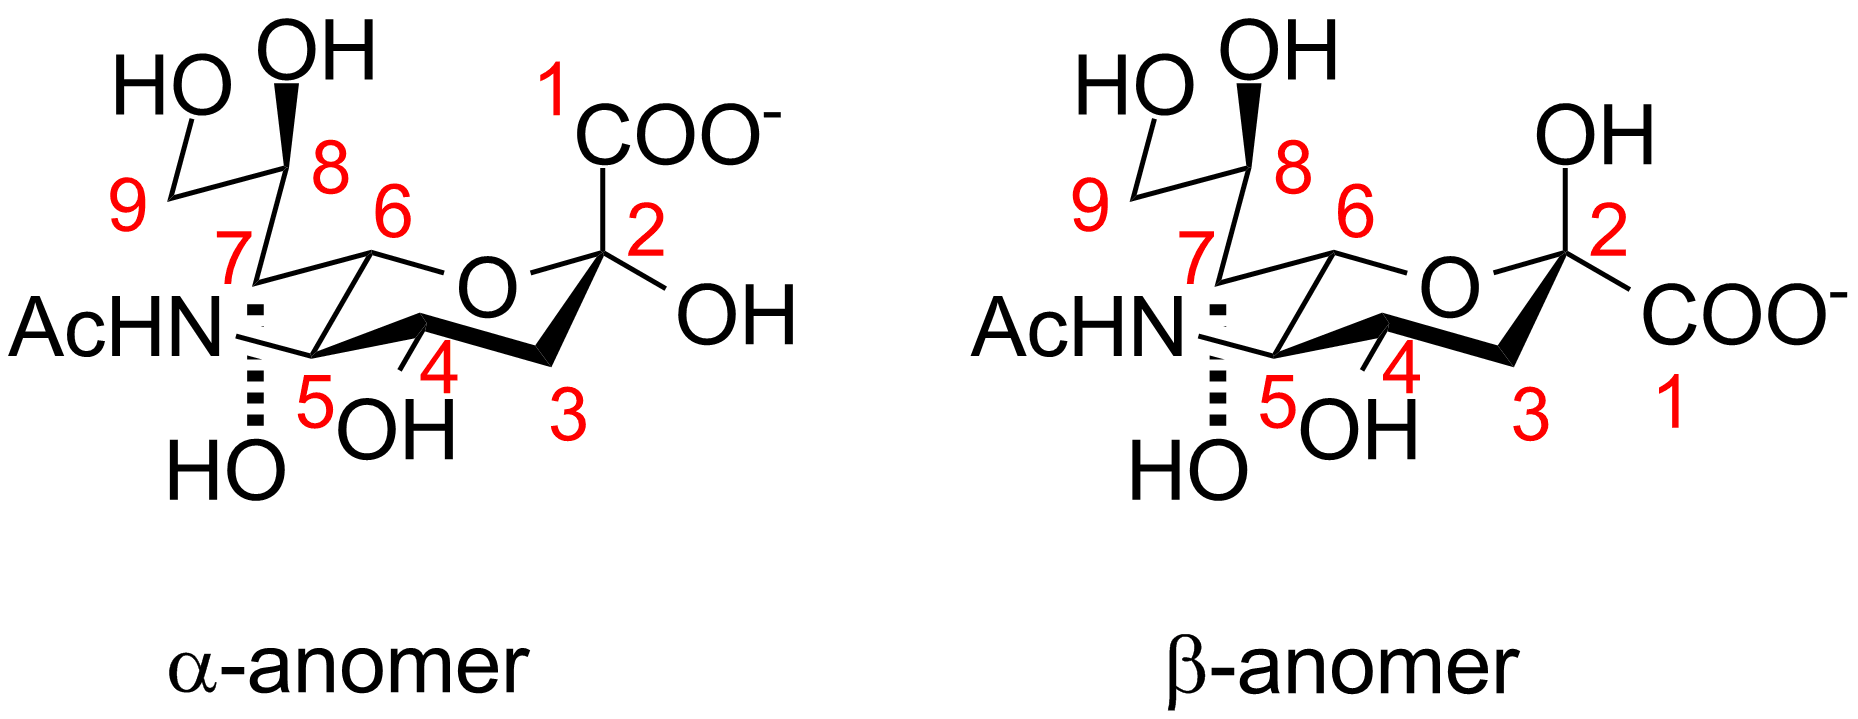 OH OH
HO 1 COO- HO OH
8 8
9 6 2 9 6 2
7 7
AcHN O OH AcHN O COO-
4 4
5 3 5 3 1
OH OH
HO HO
α-anomer β-anomer